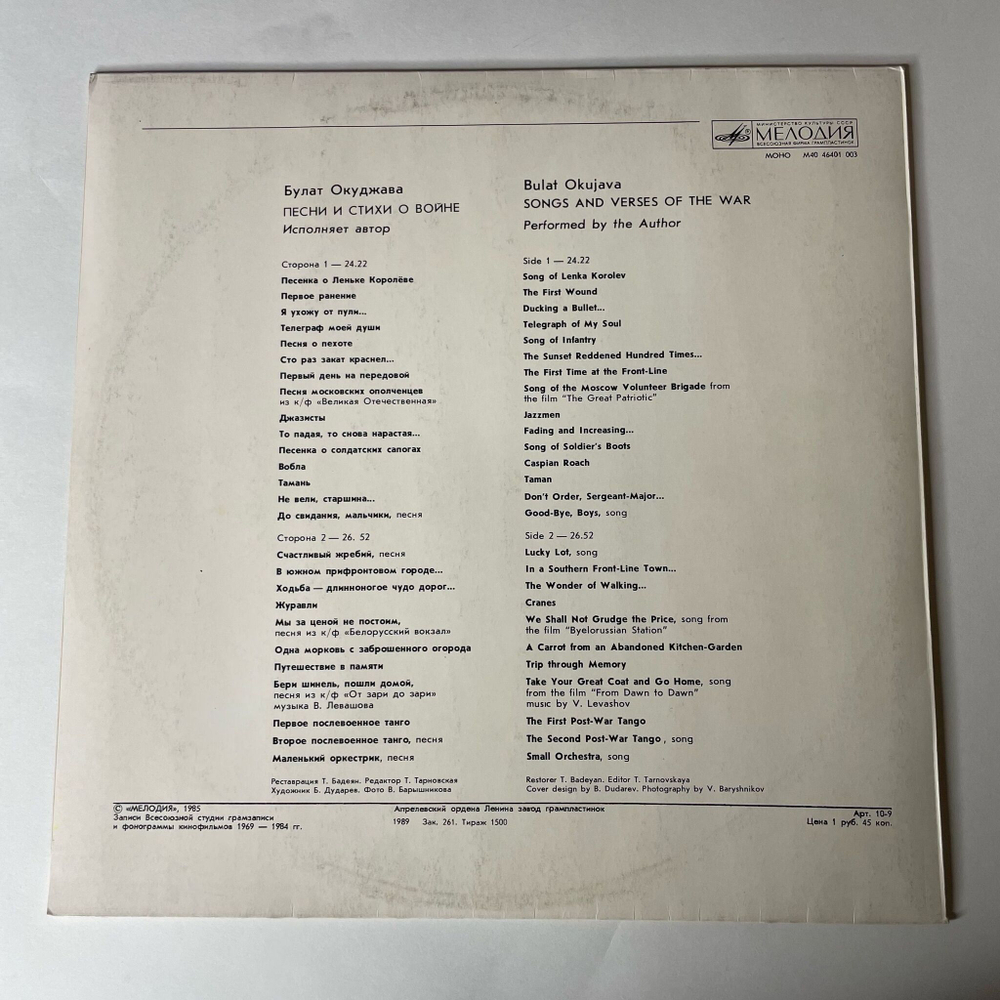 МИНИСТЕРСТВО КУЛЬТУРЫ СССР
МЕЛОДИЯ
ВСЕСОЮЗНАЯ ФИРМА ГРАМПЛАСТИНОК
МОНО М40 46401 003
Булат Окуджава
ПЕСНИ И СТИХИ О ВОЙНЕ
Исполняет автор
Сторона 1 — 24.22
Песенка о Леньке Королёве
Первое ранение
Я ухожу от пули...
Телеграф моей души
Песня о пехоте
Сто раз закат краснел...
Первый день на передовой
Песня московских ополченцев
из к/ф «Великая Отечественная»
Джазисты
То падая, то снова нарастая...
Песенка о солдатских сапогах
Вобла
Тамань
Не вели, старшина...
До свидания, мальчики, песня
Сторона 2 — 26. 52
Счастливый жребий, песня
В южном прифронтовом городе...
Ходьба — длинноногое чудо дорог...
Журавли
Мы за ценой не постоим,
песня из к/ф «Белорусский вокзал»
Одна морковь с заброшенного огорода
Путешествие в памяти
Бери шинель, пошли домой,
песня из к/ф «От зари до зари»
музыка В. Левашова
Первое послевоенное танго
Второе послевоенное танго, песня
Маленький оркестрик, песня
Реставрация Т. Бадеян. Редактор Т. Тарновская
Художник Б. Дударев. Фото В. Барышникова
Bulat Okujava
SONGS AND VERSES OF THE WAR
Performed by the Author
Side 1 — 24.22
Song of Lenka Korolev
The First Wound
Ducking a Bullet...
Telegraph of My Soul
Song of Infantry
The Sunset Reddened Hundred Times...
The First Time at the Front-Line
Song of the Moscow Volunteer Brigade from
the film "The Great Patriotic"
Jazzmen
Fading and Increasing...
Song of Soldier's Boots
Caspian Roach
Taman
Don't Order, Sergeant-Major...
Good-Bye, Boys, song
Side 2 — 26.52
Lucky Lot, song
In a Southern Front-Line Town...
The Wonder of Walking...
Cranes
We Shall Not Grudge the Price, song from
the film "Byelorussian Station"
A Carrot from an Abandoned Kitchen-Garden
Trip through Memory
Take Your Great Coat and Go Home, song
from the film "From Dawn to Dawn"
music by V. Levashov
The First Post-War Tango
The Second Post-War Tango , song
Small Orchestra, song
Restorer T. Badeyan. Editor T. Tarnovskaya
Cover design by B. Dudarev. Photography by V. Baryshnikov
© «МЕЛОДИЯ», 1985
Записи Всесоюзной студии грамзаписи
и фонограммы кинофильмов 1969 — 1984 гг.
Апрелевский ордена Ленина завод грампластинок
1989 Зак. 261. Тираж 1500
Арт. 10-9
Цена 1 руб. 45 коп.